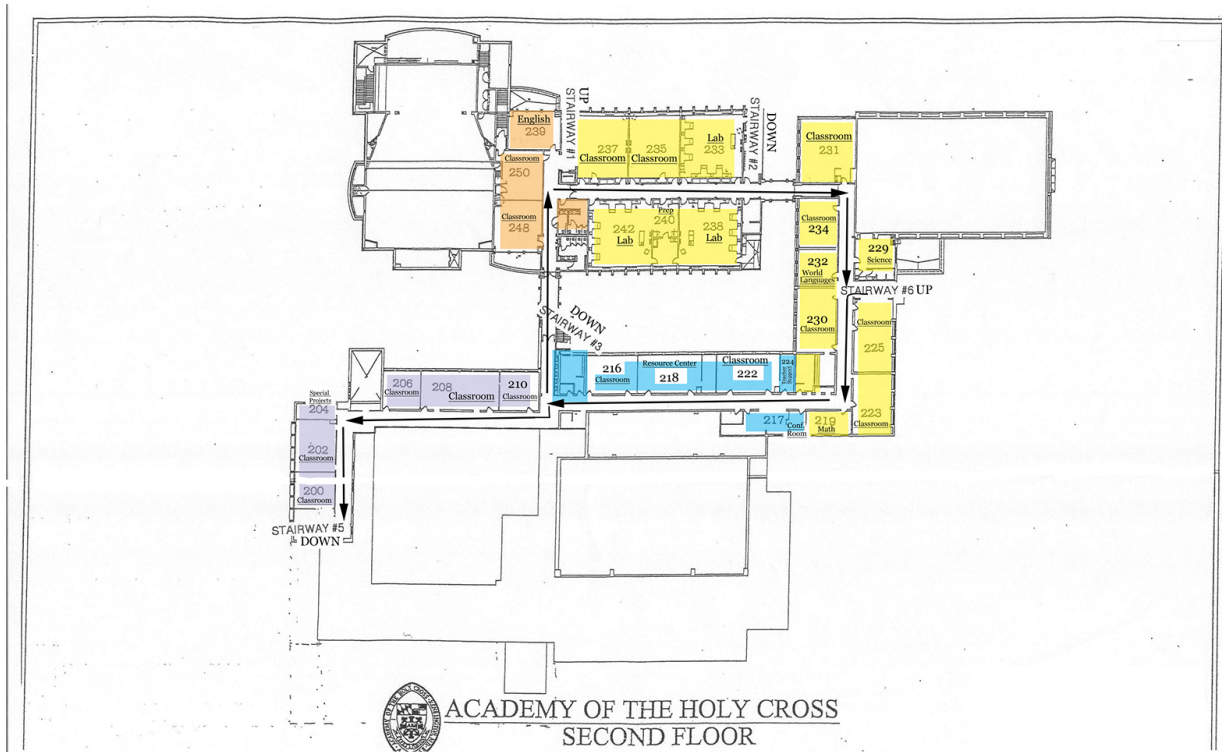 English
239
UP
STAIRWAY #1
STAIRWAY #2
DOWN
237
Classroom
235
Classroom
Lab
233
Classroom
231
Classroom
250
Classroom
248
Prep
240
242
Lab
238
Lab
Classroom
234
232
World
Languages
229
Science
STAIRWAY #6 UP
230
Classroom
Classroom
225
223
Classroom
DOWN
STAIRWAY #3
216
Classroom
Resource Center
218
Classroom
222
224
217
Conf.
Room
219
Math
206
Classroom
208
Classroom
210
Classroom
Special
Projects
204
202
Classroom
200
Classroom
STAIRWAY #5
DOWN
ACADEMY OF THE HOLY CROSS
SECOND FLOOR